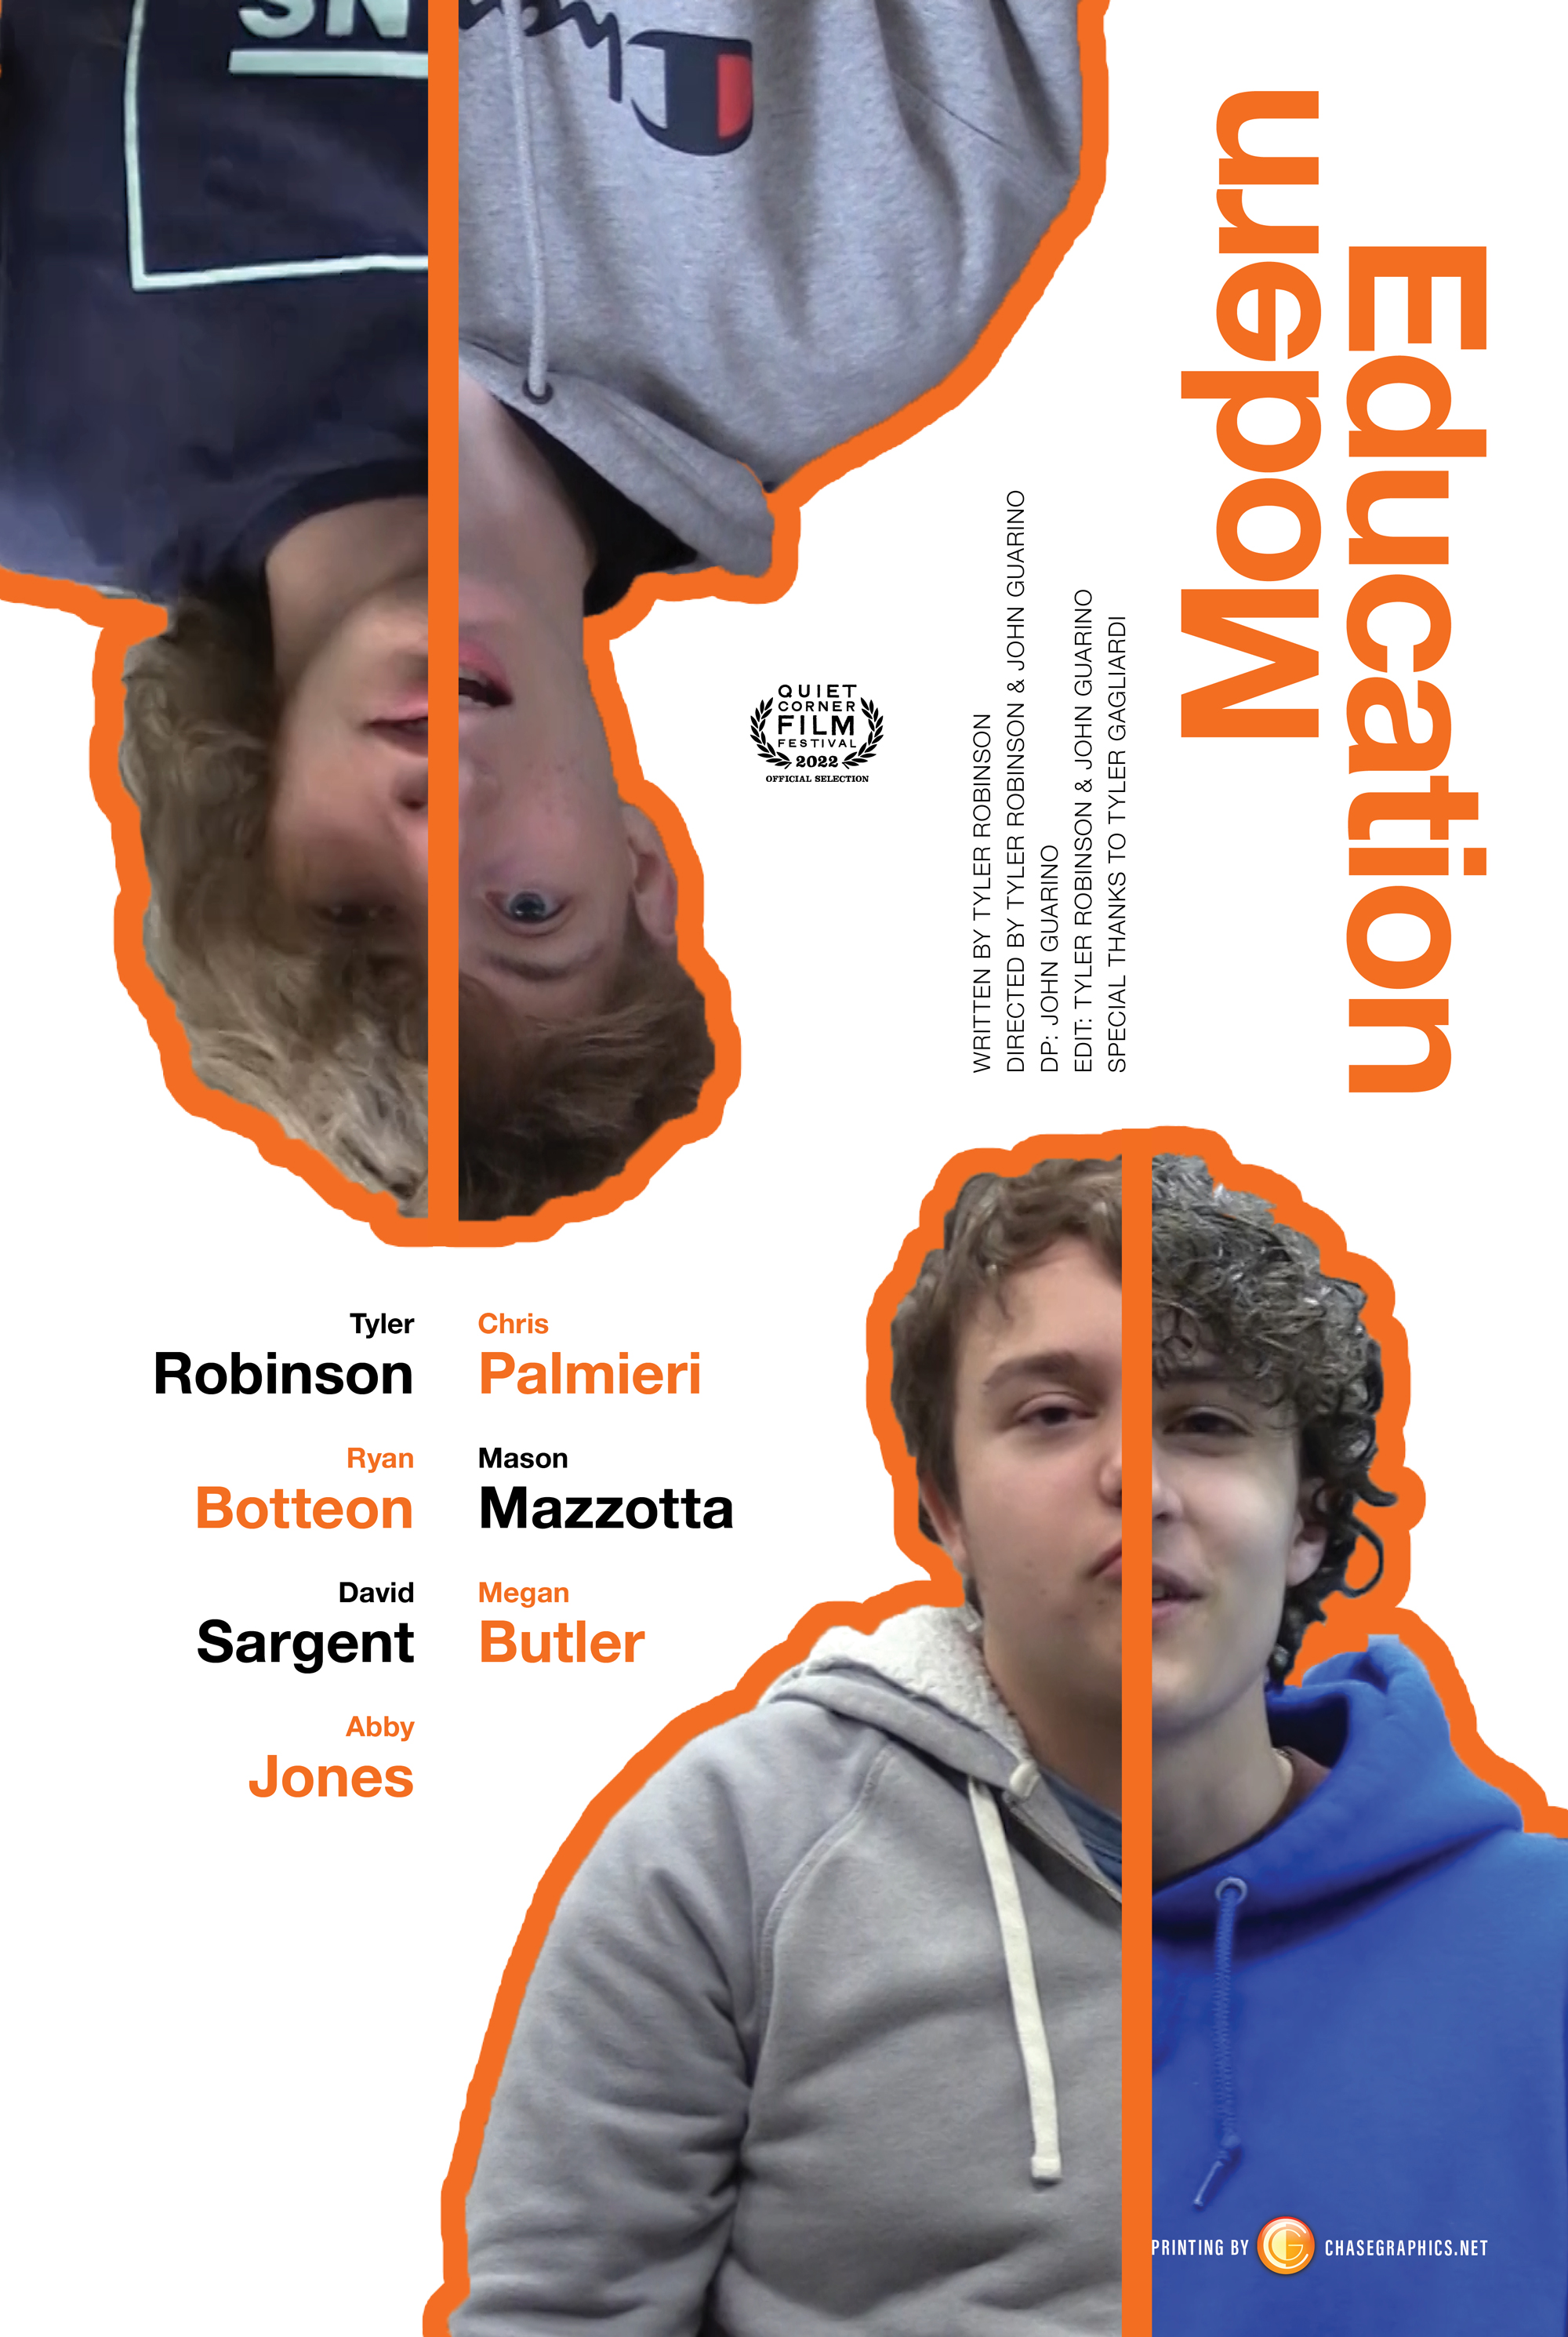 Modern
Education
WRITTEN BY TYLER ROBINSON
DIRECTED BY TYLER ROBINSON & JOHN GUARINO
DP: JOHN GUARINO
EDIT: TYLER ROBINSON & JOHN GUARINO
SPECIAL THANKS TO TYLER GAGLIARDI
QUIET
CORNER
FILM
FESTIVAL
2022
OFFICIAL SELECTION
Tyler
Robinson
Chris
Palmieri
Ryan
Botteon
Mason
Mazzotta
David
Sargent
Megan
Butler
Abby
Jones
PRINTING BY CHASEGRAPHICS.NET